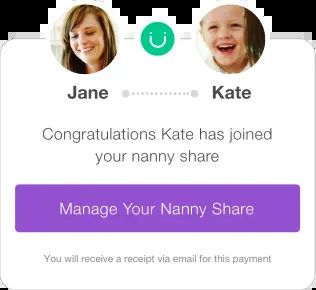 Jane Kate
Congratulations Kate has joined
your nanny share
Manage Your Nanny Share
You will receive a receipt via email for this payment